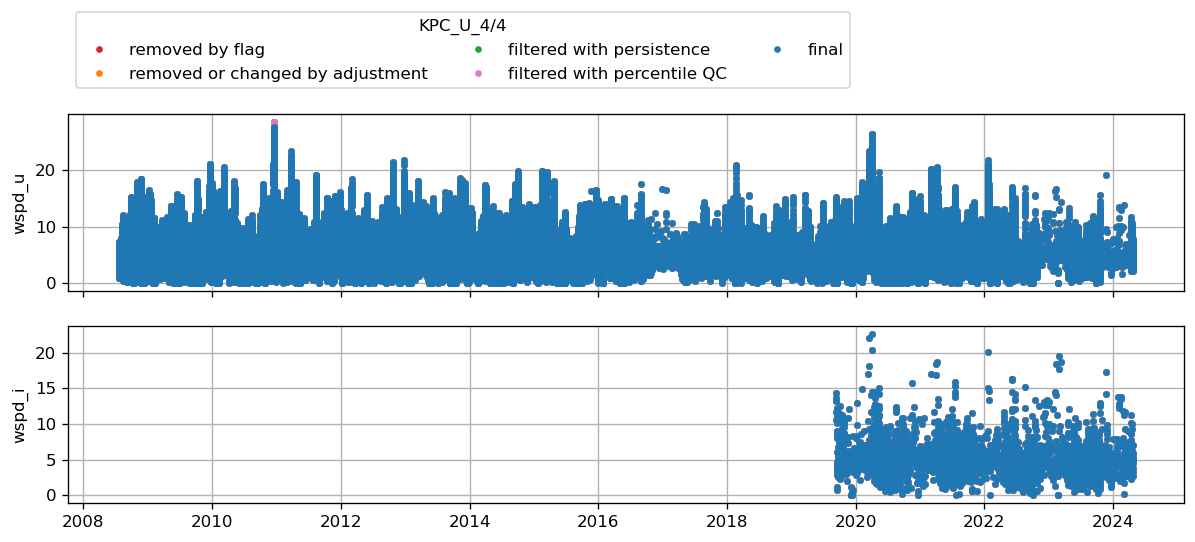 KPC_U_4/4
removed by flag
filtered with persistence
final
removed or changed by adjustment
filtered with percentile QC
wspd_u
20
10
0
wspd_i
20
15
10
5
0
2008 2010 2012 2014 2016 2018 2020 2022 2024